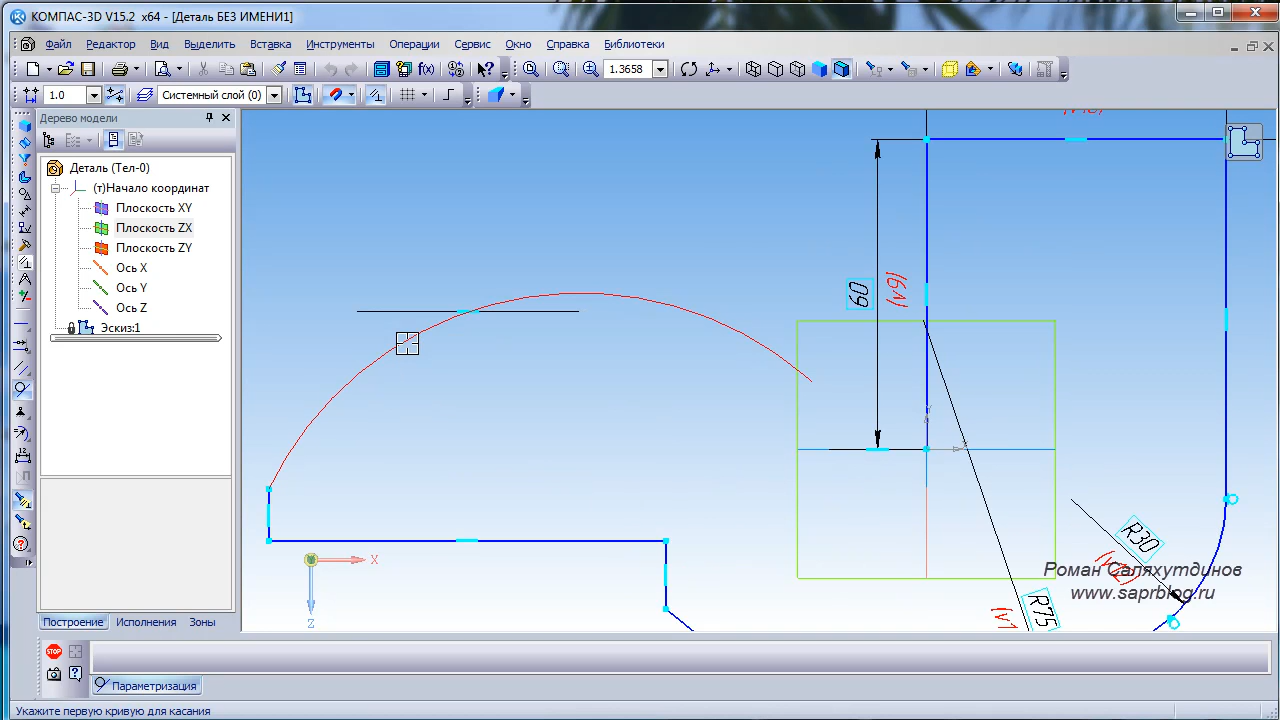 КОМПАС-3D V15.2 x64 - [Деталь БЕЗ ИМЕНИ1]
Файл Редактор Вид Выделить Вставка Инструменты Операции Сервис Окно Справка Библиотеки
1.3658
1.0 Системный слой (0)
Дерево модели
Деталь (Тел-0)
(т)Начало координат
Плоскость XY
Плоскость ZX
Плоскость ZY
Ось X
Ось Y
Ось Z
Эскиз:1
60
(v9)
X
Z
R30
R75
Роман Саляхутдинов
www.saprblog.ru
Построение Исполнения Зоны
STOP
Параметризация
Укажите первую кривую для касания